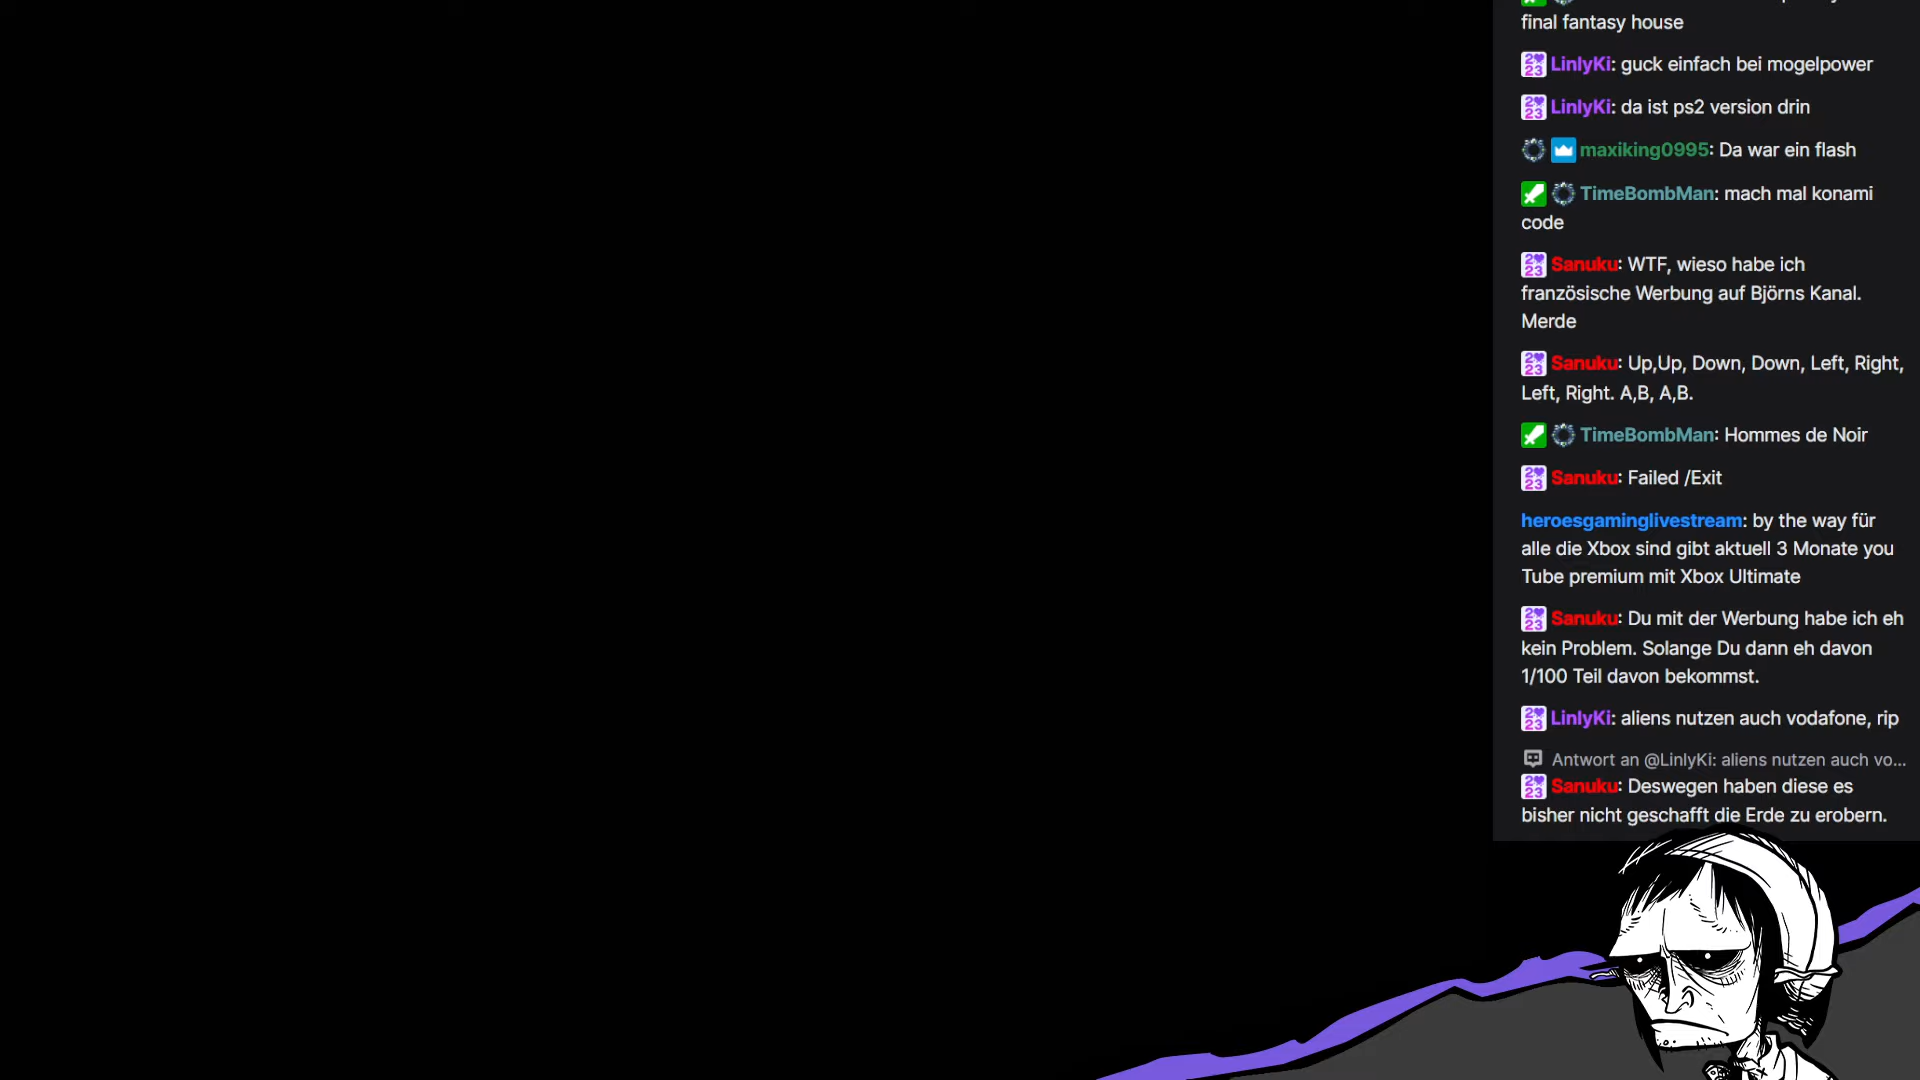 final fantasy house
LinlyKi: guck einfach bei mogelpower
LinlyKi: da ist ps2 version drin
maxiking0995: Da war ein flash
TimeBombMan: mach mal konami
code
Sanuku: WTF, wieso habe ich
französische Werbung auf Björns Kanal.
Merde
Sanuku: Up,Up, Down, Down, Left, Right,
Left, Right. A,B, A,B.
TimeBombMan: Hommes de Noir
Sanuku: Failed /Exit
heroesgaminglivestream: by the way für
alle die Xbox sind gibt aktuell 3 Monate you
Tube premium mit Xbox Ultimate
Sanuku: Du mit der Werbung habe ich eh
kein Problem. Solange Du dann eh davon
1/100 Teil davon bekommst.
LinlyKi: aliens nutzen auch vodafone, rip
Antwort an @LinlyKi: aliens nutzen auch vo...
Sanuku: Deswegen haben diese es
bisher nicht geschafft die Erde zu erobern.